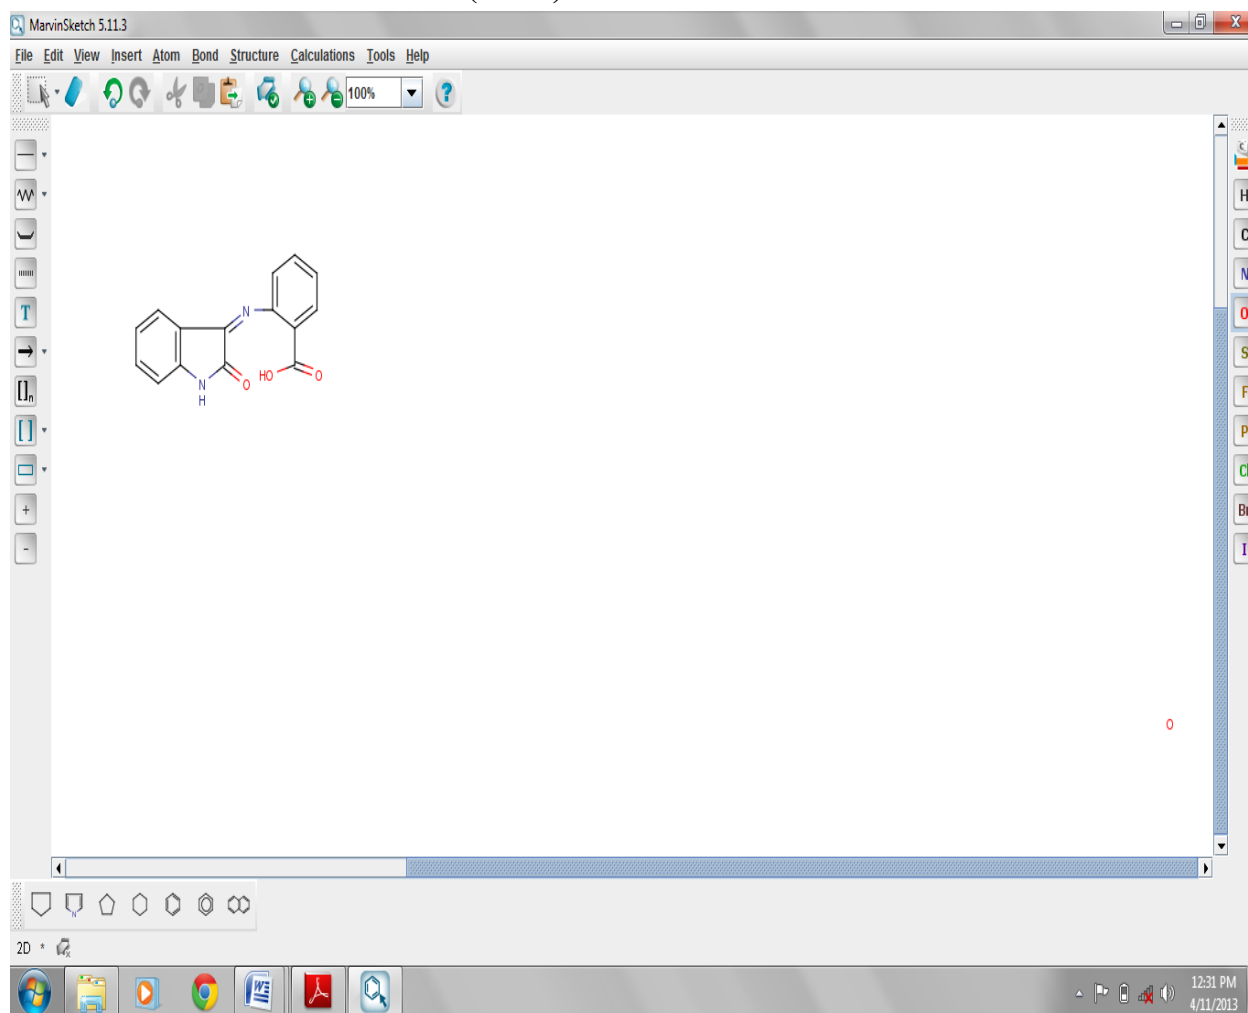 MarvinSketch 5.11.3
File Edit View Insert Atom Bond Structure Calculations Tools Help
100%
?
H
C
N
T
O
S
[]n
F
[ ]
P
Cl
+
Br
-
I
N
HO
O
N
O
H
O
N
2D *
W
12:31 PM
4/11/2013